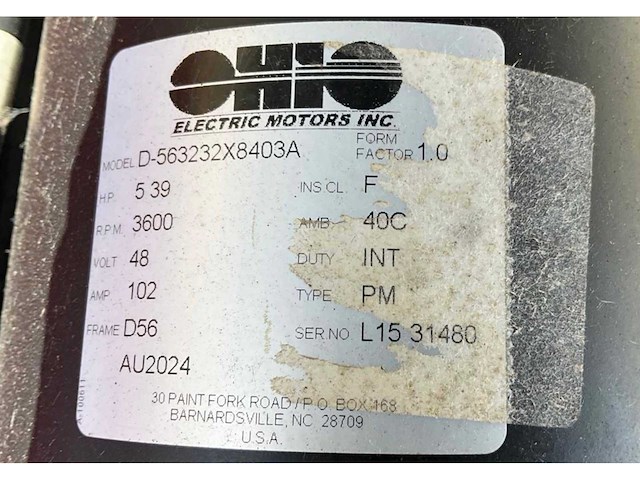 OHIO
ELECTRIC MOTORS INC.
MODEL D-563232X8403A FORM FACTOR 1.0
H.P. 5 39 INS CL F
R.P.M 3600 AMB 40C
VOLT 48 DUTY INT
AMP 102 TYPE PM
FRAME D56 SER.NO L15 31480
AU2024
30 PAINT FORK ROAD / P.O. BOX 168
BARNARDSVILLE, NC 28709
U.S.A.
A-100611